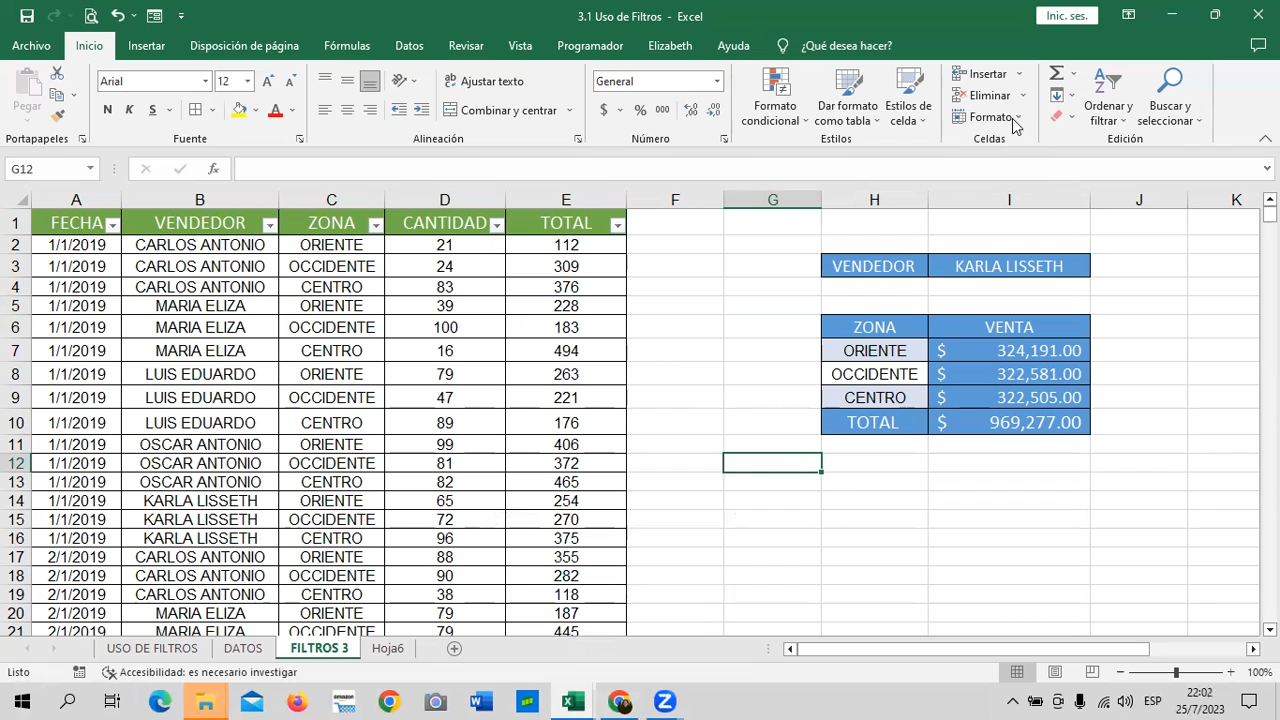 3.1 Uso de Filtros - Excel
Inic. ses.
Archivo Inicio Insertar Disposición de página Fórmulas Datos Revisar Vista Programador Elizabeth Ayuda ¿Qué desea hacer?
Pegar
Portapapeles
Arial 12
N K S
Fuente
Ajustar texto
Combinar y centrar
Alineación
General
$ % 000
Número
Formato condicional
Dar formato como tabla
Estilos de celda
Estilos
Insertar
Eliminar
Formato
Celdas
Ordenar y filtrar
Buscar y seleccionar
Edición
G12
A B C D E F G H I J K
1 FECHA VENDEDOR ZONA CANTIDAD TOTAL
2 1/1/2019 CARLOS ANTONIO ORIENTE 21 112
3 1/1/2019 CARLOS ANTONIO OCCIDENTE 24 309 VENDEDOR KARLA LISSETH
4 1/1/2019 CARLOS ANTONIO CENTRO 83 376
5 1/1/2019 MARIA ELIZA ORIENTE 39 228
6 1/1/2019 MARIA ELIZA OCCIDENTE 100 183 ZONA VENTA
7 1/1/2019 MARIA ELIZA CENTRO 16 494 ORIENTE $ 324,191.00
8 1/1/2019 LUIS EDUARDO ORIENTE 79 263 OCCIDENTE $ 322,581.00
9 1/1/2019 LUIS EDUARDO OCCIDENTE 47 221 CENTRO $ 322,505.00
10 1/1/2019 LUIS EDUARDO CENTRO 89 176 TOTAL $ 969,277.00
11 1/1/2019 OSCAR ANTONIO ORIENTE 99 406
12 1/1/2019 OSCAR ANTONIO OCCIDENTE 81 372
13 1/1/2019 OSCAR ANTONIO CENTRO 82 465
14 1/1/2019 KARLA LISSETH ORIENTE 65 254
15 1/1/2019 KARLA LISSETH OCCIDENTE 72 270
16 1/1/2019 KARLA LISSETH CENTRO 96 375
17 2/1/2019 CARLOS ANTONIO ORIENTE 88 355
18 2/1/2019 CARLOS ANTONIO OCCIDENTE 90 282
19 2/1/2019 CARLOS ANTONIO CENTRO 38 118
20 2/1/2019 MARIA ELIZA ORIENTE 79 187
21 2/1/2019 MARIA ELIZA OCCIDENTE 79 445
USO DE FILTROS DATOS FILTROS 3 Hoja6
Listo Accesibilidad: es necesario investigar 100%
ESP 22:02
25/7/2023